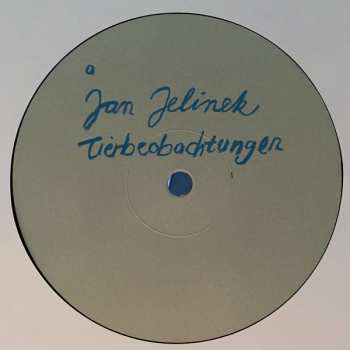 a
Jan Jelinek
Tierbeobachtungen